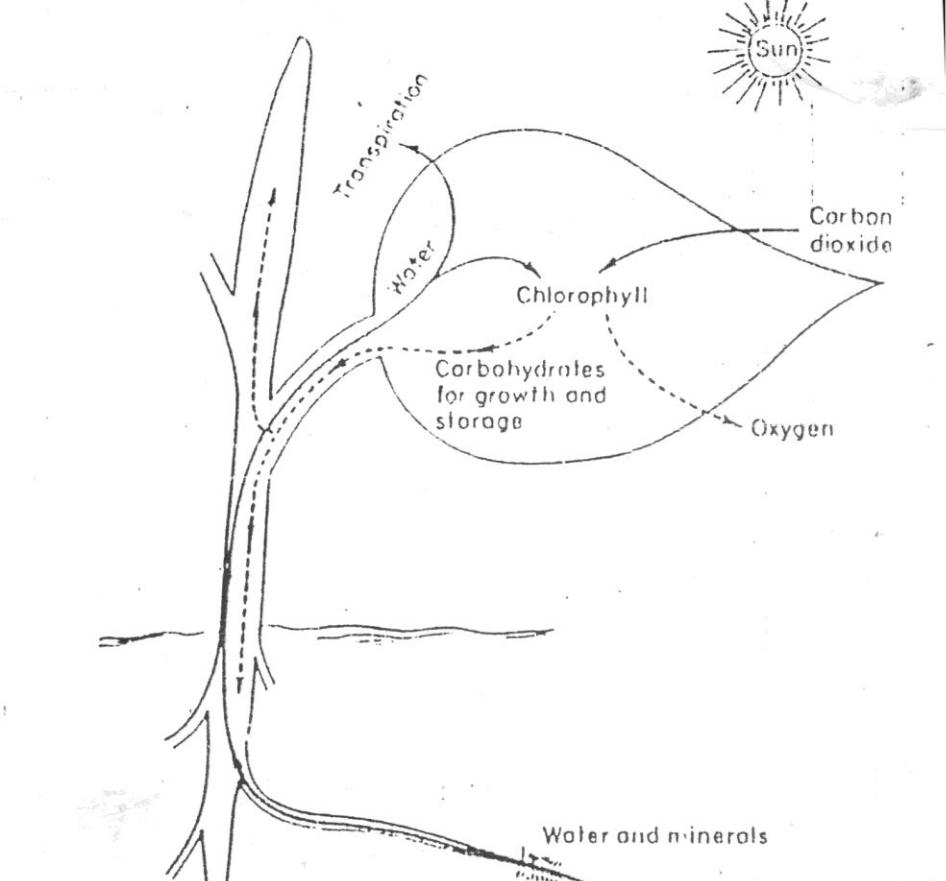 Sun
Transpiration
Carbon
dioxide
Water
Chlorophyll
Carbohydrates
for growth and
storage
Oxygen
Water and minerals